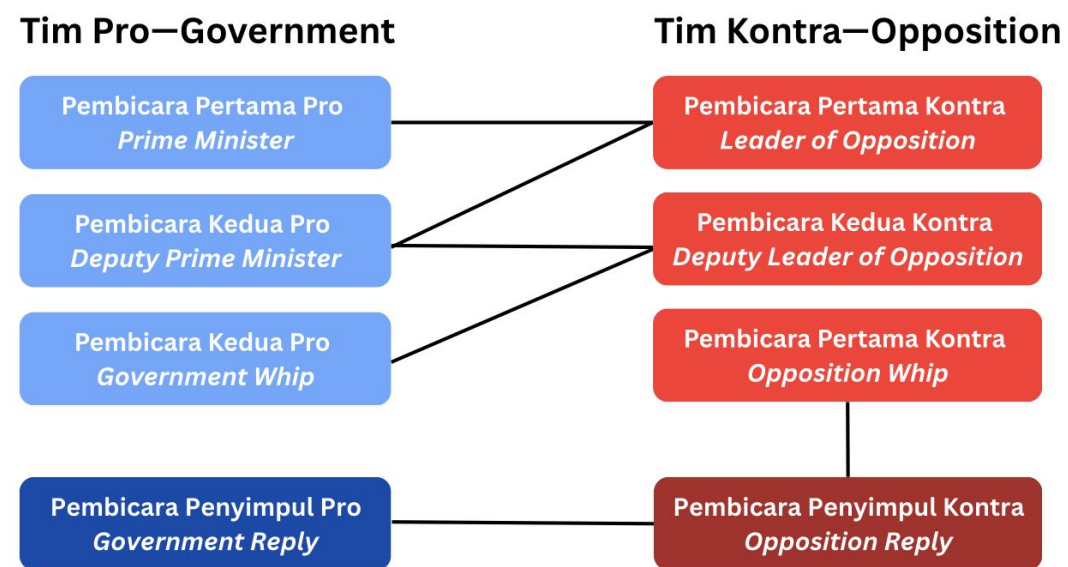 Tim Pro—Government
Tim Kontra—Opposition
Pembicara Pertama Pro
Prime Minister
Pembicara Pertama Kontra
Leader of Opposition
Pembicara Kedua Pro
Deputy Prime Minister
Pembicara Kedua Kontra
Deputy Leader of Opposition
Pembicara Kedua Pro
Government Whip
Pembicara Pertama Kontra
Opposition Whip
Pembicara Penyimpul Pro
Government Reply
Pembicara Penyimpul Kontra
Opposition Reply